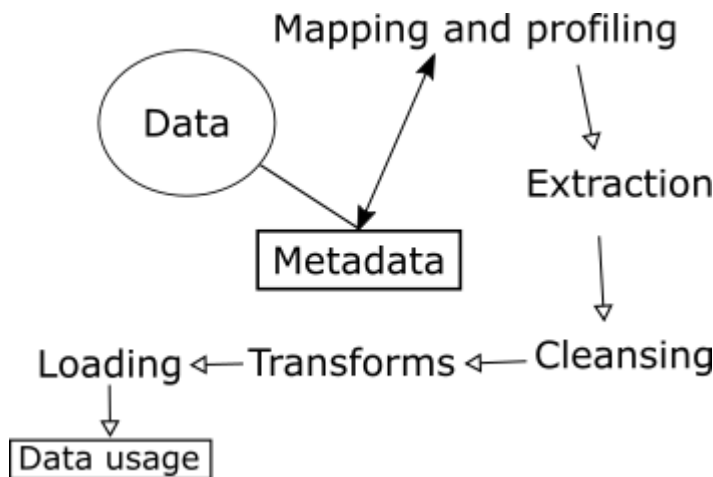 Mapping and profiling
Data
Extraction
Metadata
Cleansing
Transforms
Loading
Data usage